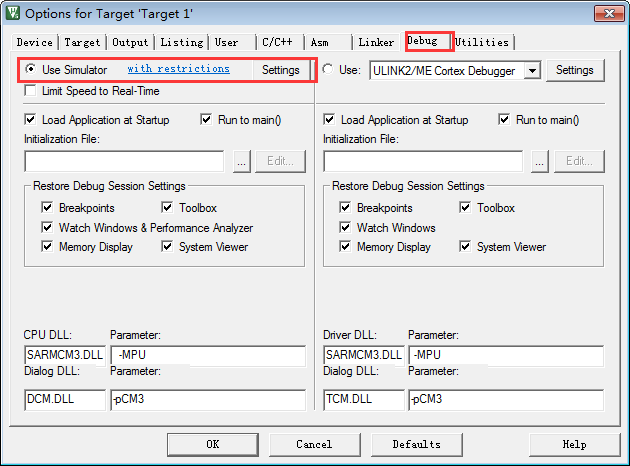 Options for Target 'Target 1'
Device Target Output Listing User C/C++ Asm Linker Debug Utilities
Use Simulator with restrictions Settings
Use: ULINK2/ME Cortex Debugger Settings
Limit Speed to Real-Time
Load Application at Startup Run to main()
Initialization File:
... Edit...
Restore Debug Session Settings
Breakpoints Toolbox
Watch Windows & Performance Analyzer
Memory Display System Viewer
CPU DLL: Parameter:
SARMCM3.DLL -MPU
Dialog DLL: Parameter:
DCM.DLL -pCM3
Load Application at Startup Run to main()
Initialization File:
... Edit...
Restore Debug Session Settings
Breakpoints Toolbox
Watch Windows
Memory Display System Viewer
Driver DLL: Parameter:
SARMCM3.DLL -MPU
Dialog DLL: Parameter:
TCM.DLL -pCM3
OK Cancel Defaults Help